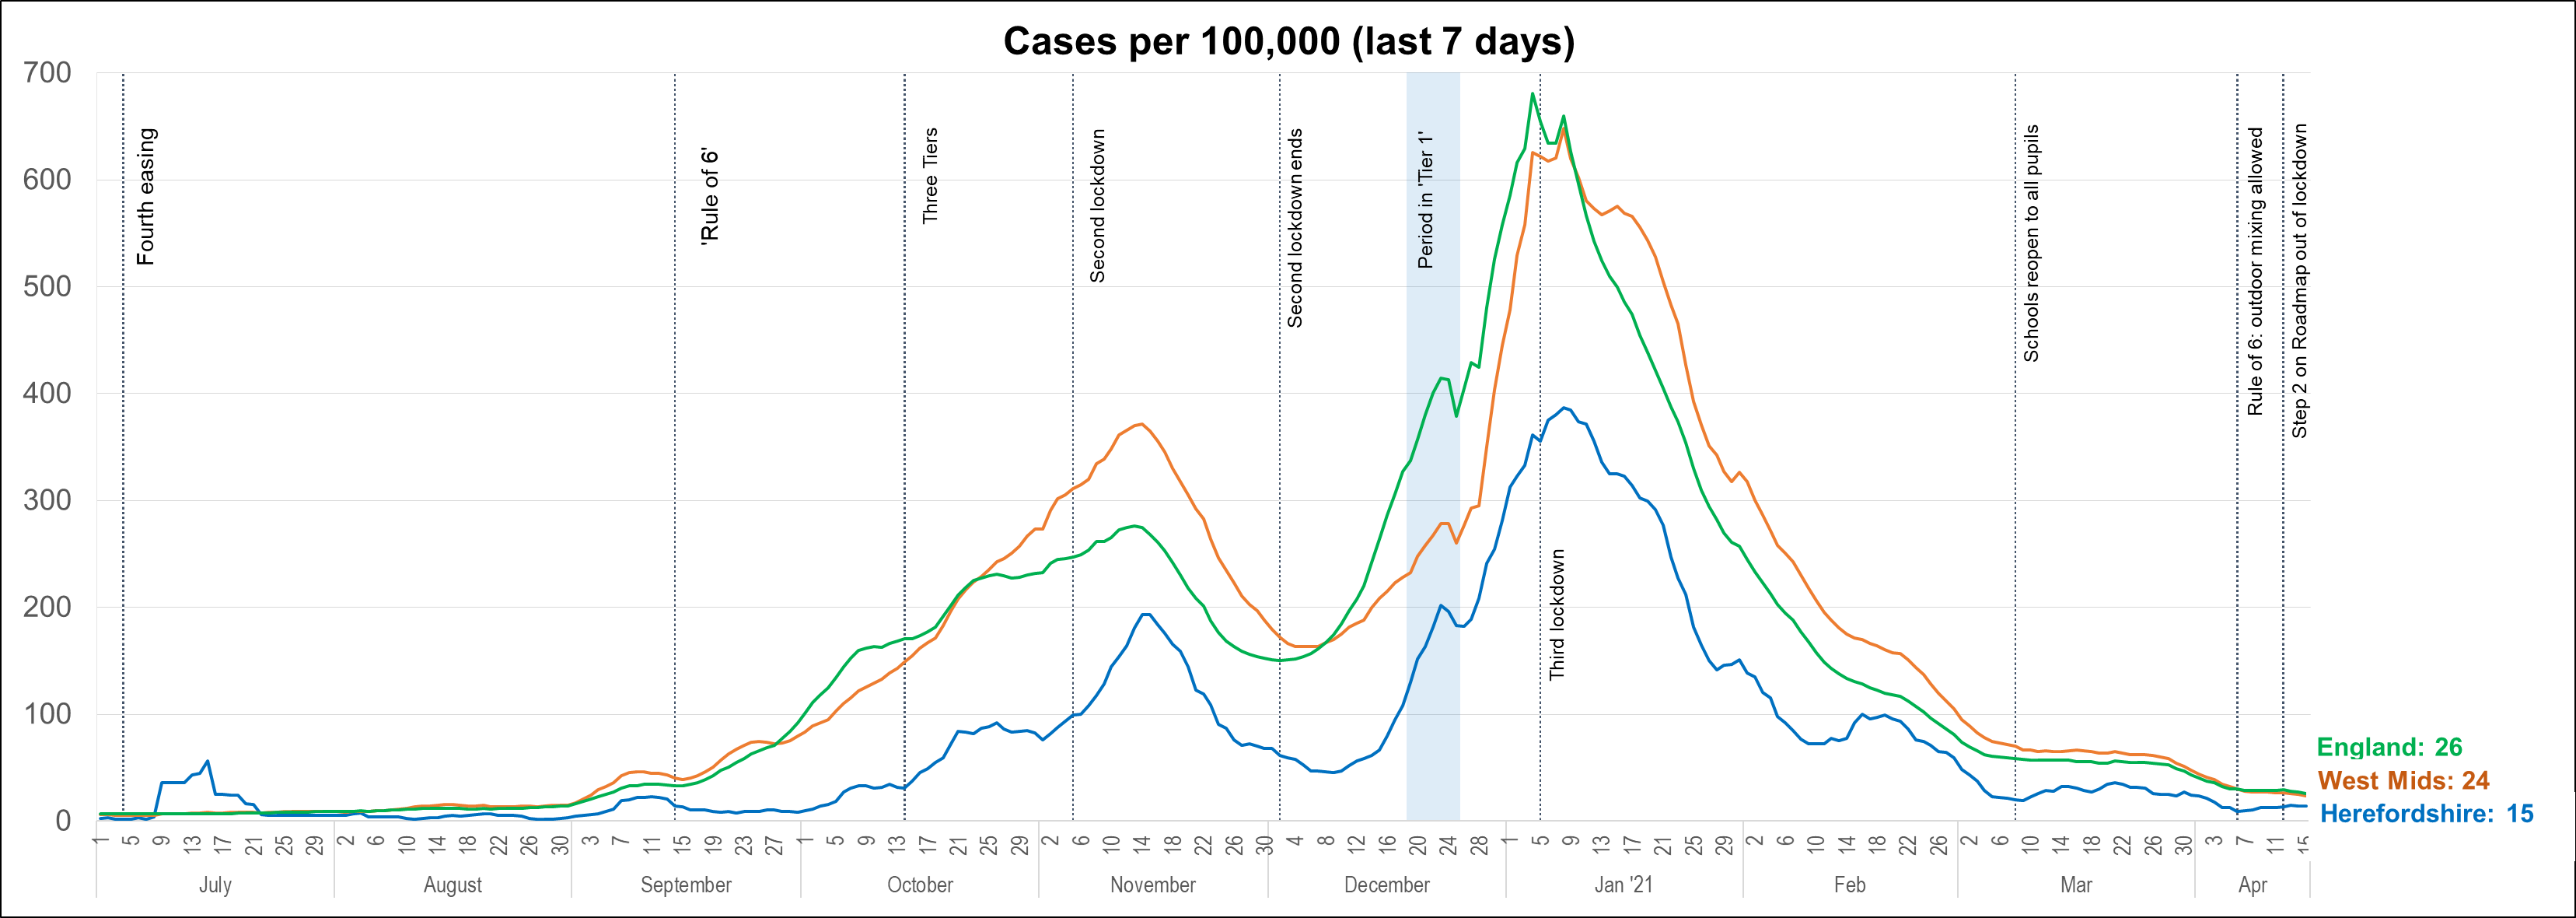 Cases per 100,000 (last 7 days)
700
600
500
400
300
200
100
0
Fourth easing
'Rule of 6'
Three Tiers
Second lockdown
Second lockdown ends
Period in 'Tier 1'
Third lockdown
Schools reopen to all pupils
Rule of 6: outdoor mixing allowed
Step 2 on Roadmap out of lockdown
England: 26
West Mids: 24
Herefordshire: 15
1 5 9 13 17 21 25 29 2 6 10 14 18 22 26 30 3 7 11 15 19 23 27 1 5 9 13 17 21 25 29 2 6 10 14 18 22 26 30 4 8 12 16 20 24 28 1 5 9 13 17 21 25 29 2 6 10 14 18 22 26 2 6 10 14 18 22 26 30 3 7 11 15
July August September October November December Jan '21 Feb Mar Apr